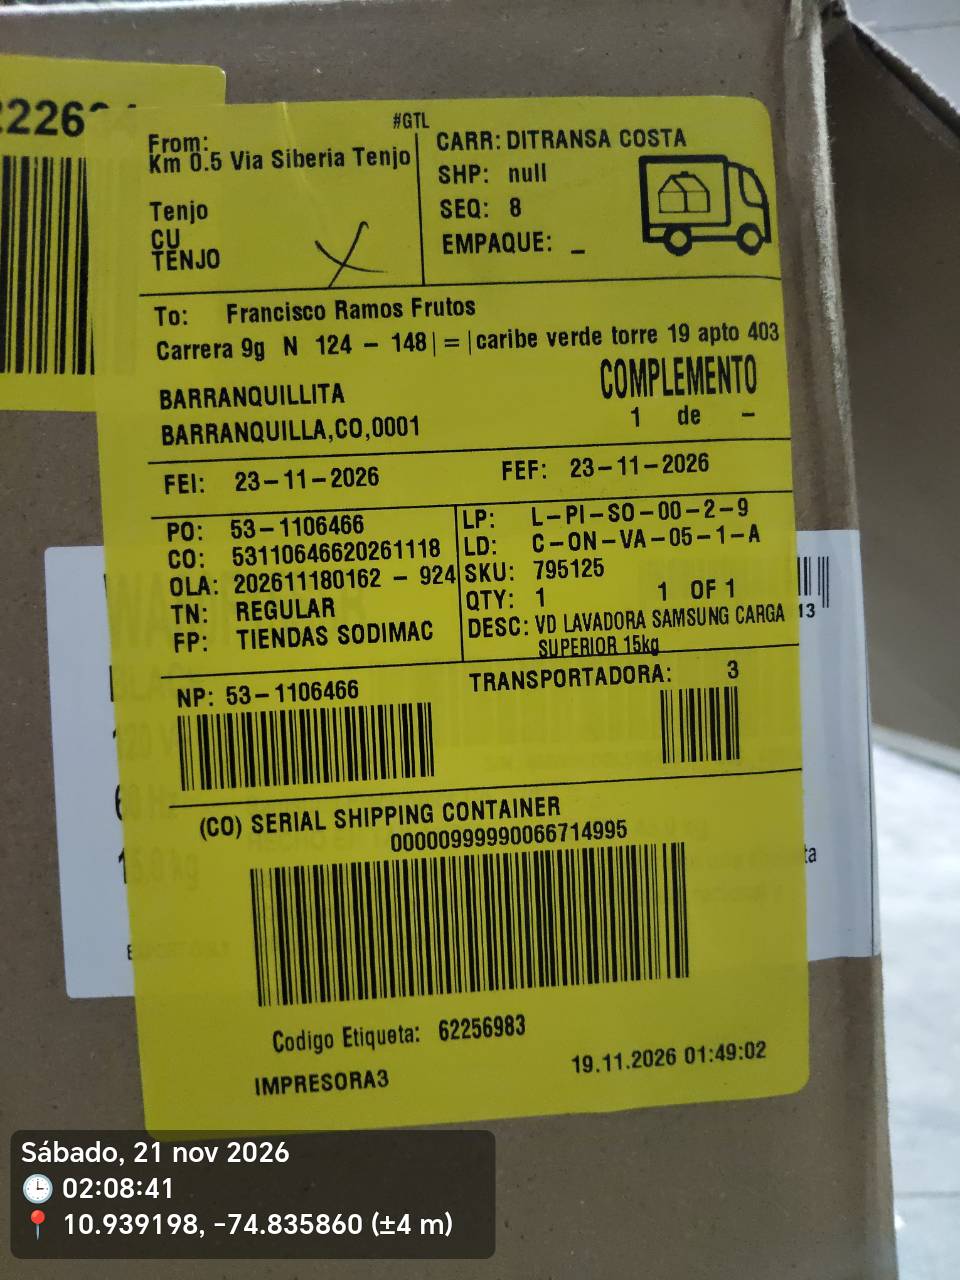 #GTL
From:
Km 0.5 Via Siberia Tenjo
Tenjo
CU
TENJO
CARR: DITRANSA COSTA
SHP: null
SEQ: 8
EMPAQUE: _
To: Francisco Ramos Frutos
Carrera 9g N 124 - 148|=|caribe verde torre 19 apto 403
BARRANQUILLITA
BARRANQUILLA,CO,0001
COMPLEMENTO
1 de -
FEI: 23-11-2026
FEF: 23-11-2026
PO: 53-1106466
CO: 53110646620261118
OLA: 202611180162 - 924
TN: REGULAR
FP: TIENDAS SODIMAC
LP: L-PI-SO-00-2-9
LD: C-ON-VA-05-1-A
SKU: 795125
QTY: 1 1 OF 1
DESC: VD LAVADORA SAMSUNG CARGA
SUPERIOR 15kg
13
NP: 53-1106466
TRANSPORTADORA: 3
(CO) SERIAL SHIPPING CONTAINER
00000999990066714995
Codigo Etiqueta: 62256983
IMPRESORA3
19.11.2026 01:49:02
Sábado, 21 nov 2026
02:08:41
10.939198, -74.835860 (±4 m)